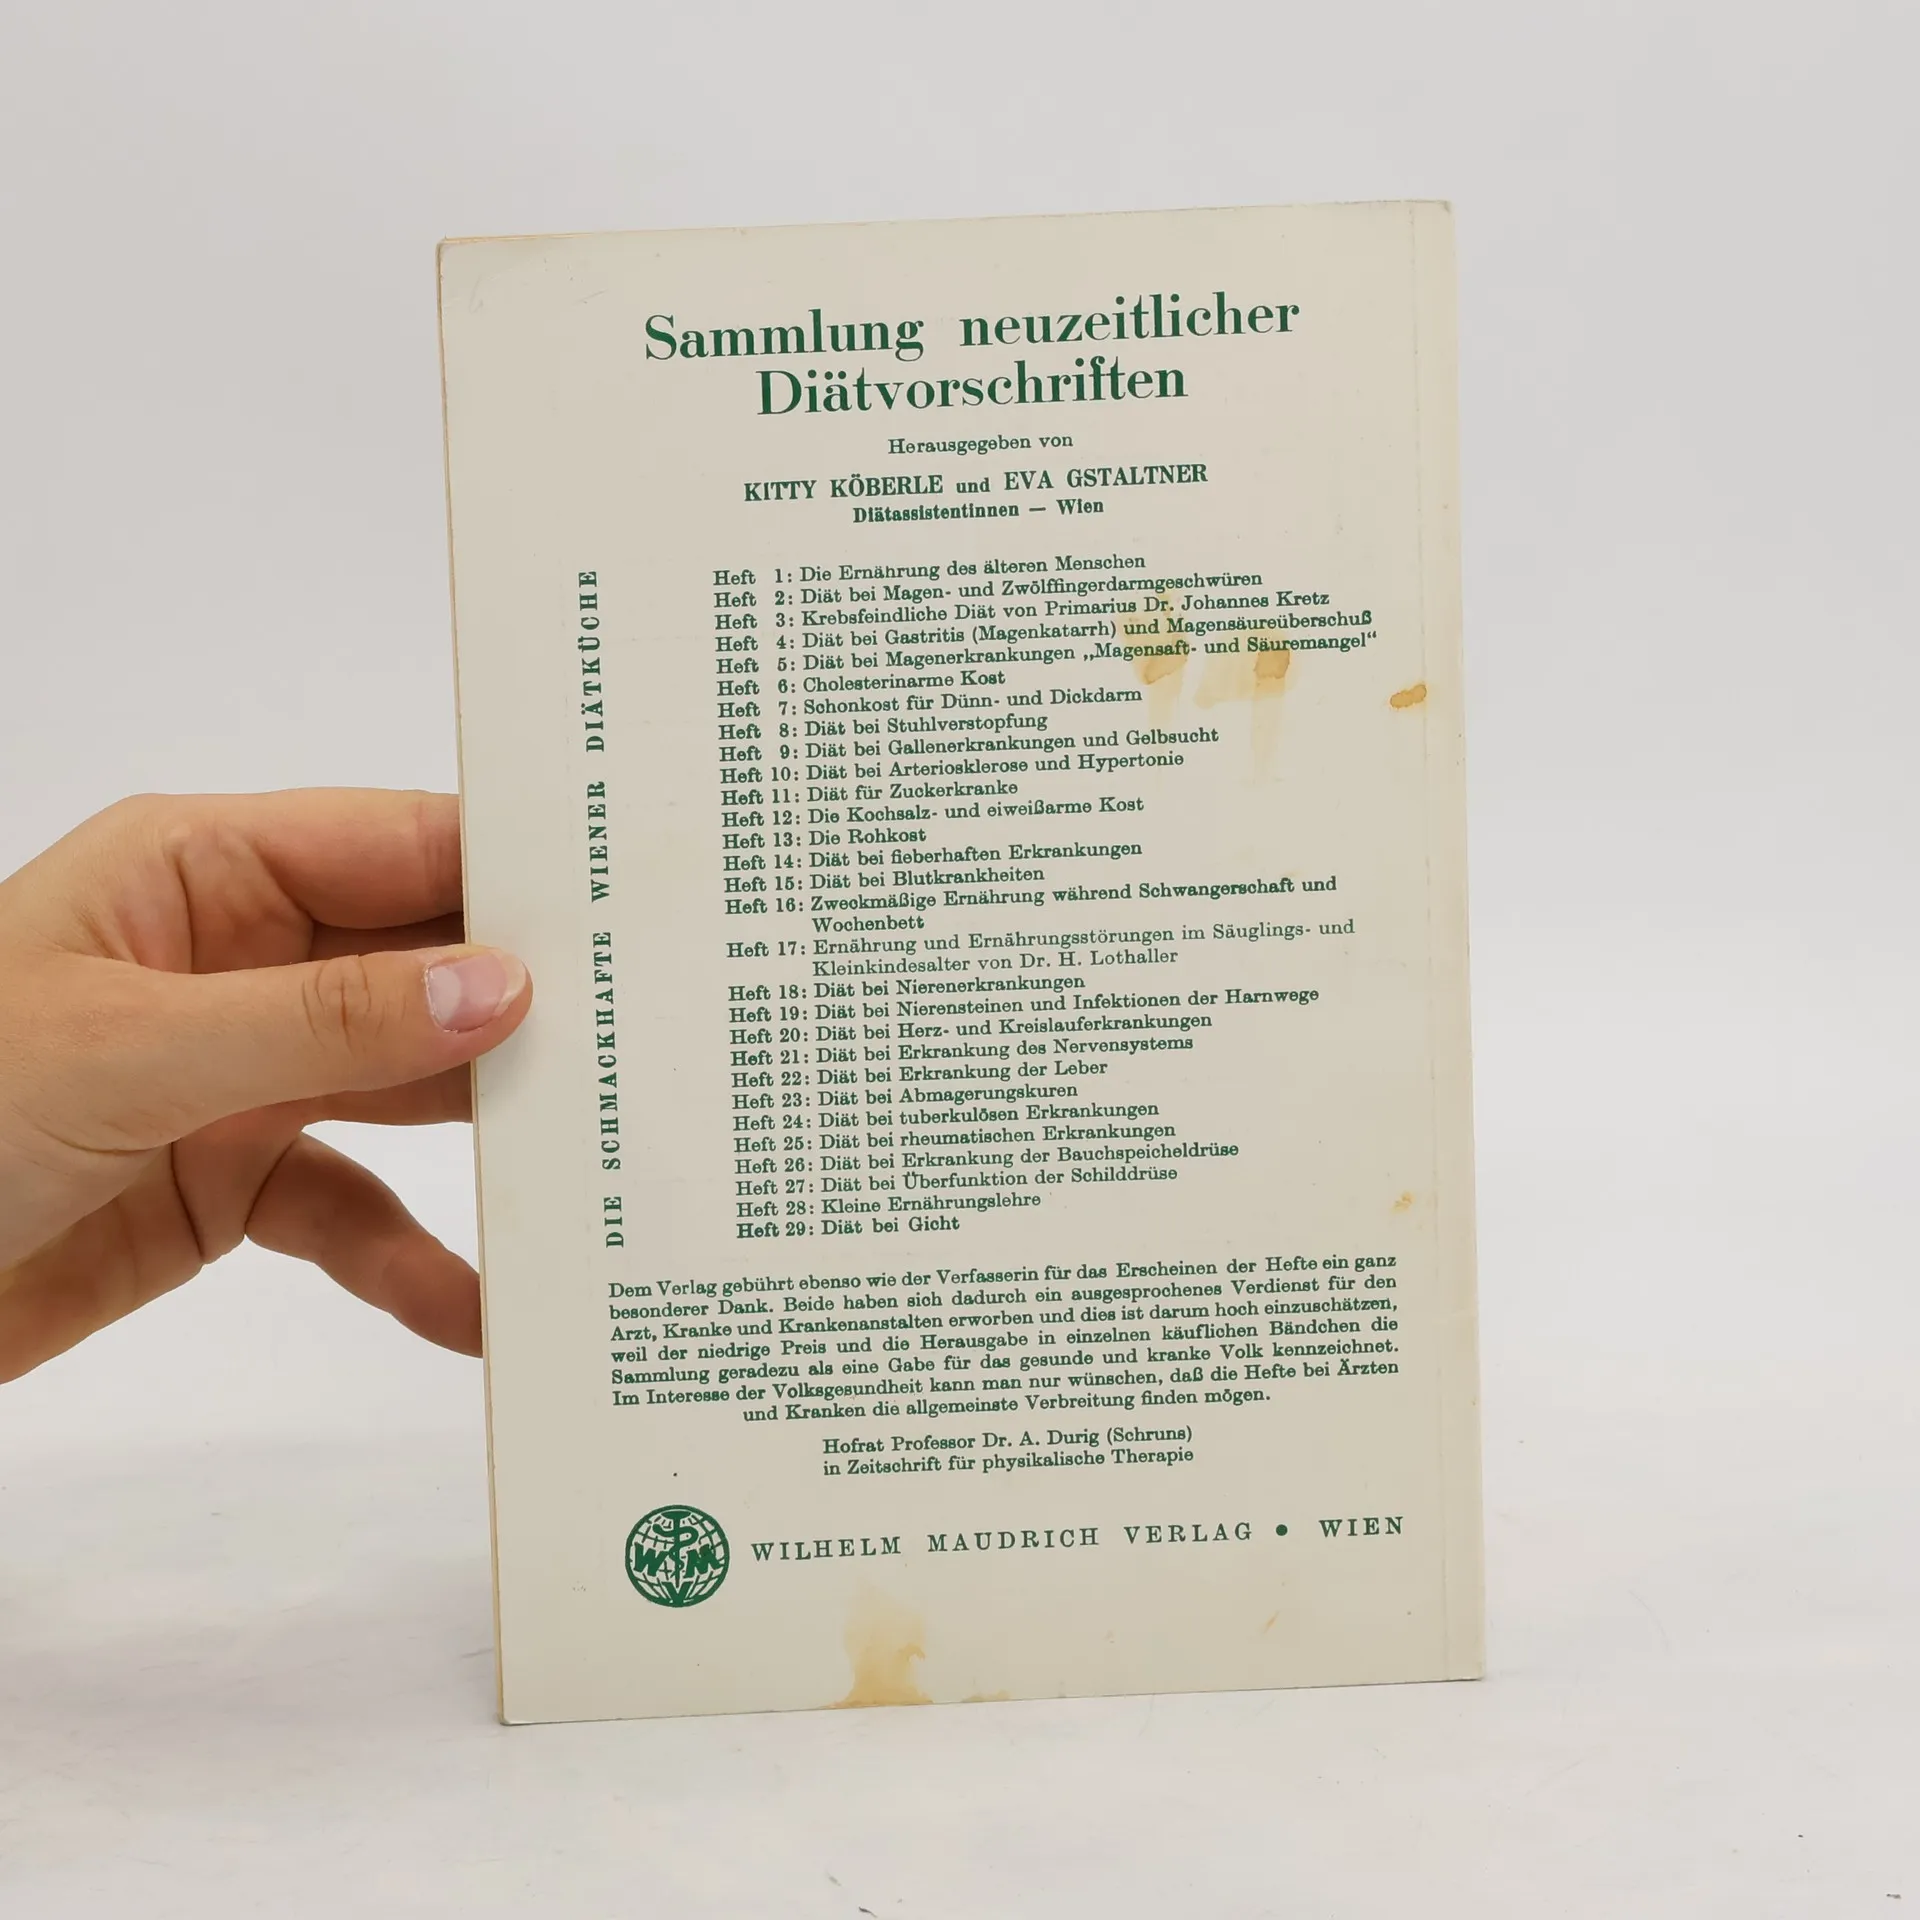 Sammlung neuzeitlicher
Diätvorschriften
Herausgegeben von
KITTY KÖBERLE und EVA GSTALTNER
Diätassistentinnen — Wien
DIE SCHMACKHAFTE WIENER DIÄTKÜCHE
Heft 1: Die Ernährung des älteren Menschen
Heft 2: Diät bei Magen- und Zwölffingerdarmgeschwüren
Heft 3: Krebsfeindliche Diät von Primarius Dr. Johannes Kretz
Heft 4: Diät bei Gastritis (Magenkatarrh) und Magensäureüberschuß
Heft 5: Diät bei Magenerkrankungen „Magensaft- und Säuremangel“
Heft 6: Cholesterinarme Kost
Heft 7: Schonkost für Dünn- und Dickdarm
Heft 8: Diät bei Stuhlverstopfung
Heft 9: Diät bei Gallenerkrankungen und Gelbsucht
Heft 10: Diät bei Arteriosklerose und Hypertonie
Heft 11: Diät für Zuckerkranke
Heft 12: Die Kochsalz- und eiweißarme Kost
Heft 13: Die Rohkost
Heft 14: Diät bei fieberhaften Erkrankungen
Heft 15: Diät bei Blutkrankheiten
Heft 16: Zweckmäßige Ernährung während Schwangerschaft und
Wochenbett
Heft 17: Ernährung und Ernährungsstörungen im Säuglings- und
Kleinkindesalter von Dr. H. Lothaller
Heft 18: Diät bei Nierenerkrankungen
Heft 19: Diät bei Nierensteinen und Infektionen der Harnwege
Heft 20: Diät bei Herz- und Kreislauferkrankungen
Heft 21: Diät bei Erkrankung des Nervensystems
Heft 22: Diät bei Erkrankung der Leber
Heft 23: Diät bei Abmagerungskuren
Heft 24: Diät bei tuberkulösen Erkrankungen
Heft 25: Diät bei rheumatischen Erkrankungen
Heft 26: Diät bei Erkrankung der Bauchspeicheldrüse
Heft 27: Diät bei Überfunktion der Schilddrüse
Heft 28: Kleine Ernährungslehre
Heft 29: Diät bei Gicht
Dem Verlag gebührt ebenso wie der Verfasserin für das Erscheinen der Hefte ein ganz
besonderer Dank. Beide haben sich dadurch ein ausgesprochenes Verdienst für den
Arzt, Kranke und Krankenanstalten erworben und dies ist darum hoch einzuschätzen,
weil der niedrige Preis und die Herausgabe in einzelnen käuflichen Bändchen die
Sammlung geradezu als eine Gabe für das gesunde und kranke Volk kennzeichnet.
Im Interesse der Volksgesundheit kann man nur wünschen, daß die Hefte bei Ärzten
und Kranken die allgemeinste Verbreitung finden mögen.
Hofrat Professor Dr. A. Durig (Schruns)
in Zeitschrift für physikalische Therapie
W M
V
WILHELM MAUDRICH VERLAG • WIEN